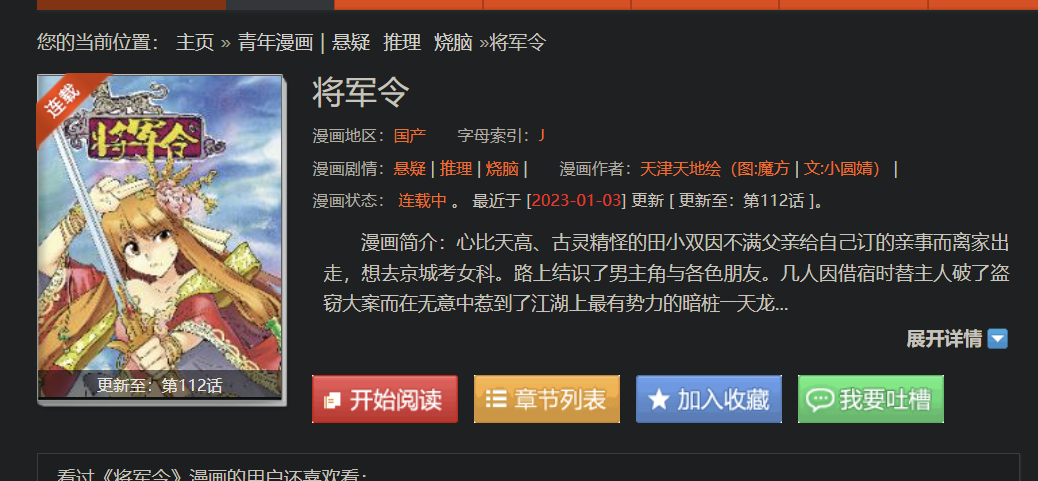 您的当前位置： 主页 » 青年漫画 | 悬疑 推理 烧脑 »将军令
连载
将军令
更新至：第112话
将军令
漫画地区：国产 字母索引：J
漫画剧情：悬疑 | 推理 | 烧脑 | 漫画作者：天津天地绘（图:魔方 | 文:小圆婧） |
漫画状态： 连载中 。 最近于 [2023-01-03] 更新 [ 更新至：第112话 ]。
漫画简介：心比天高、古灵精怪的田小双因不满父亲给自己订的亲事而离家出
走，想去京城考女科。路上结识了男主角与各色朋友。几人因借宿时替主人破了盗
窃大案而在无意中惹到了江湖上最有势力的暗桩一天龙...
展开详情
开始阅读 章节列表 加入收藏 我要吐槽
看过《将军令》漫画的用户还喜欢看：